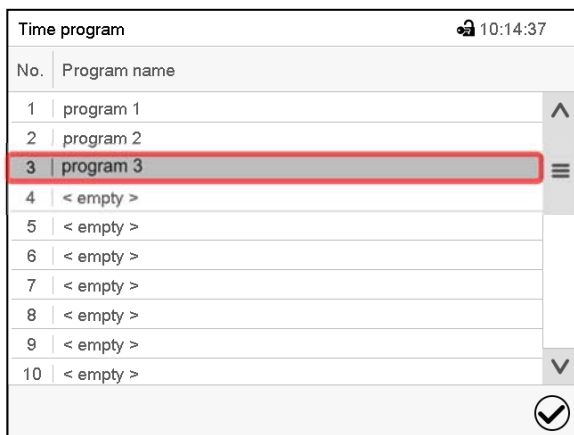 Time program 10:14:37
No. Program name
1 program 1
2 program 2
3 program 3
4 < empty >
5 < empty >
6 < empty >
7 < empty >
8 < empty >
9 < empty >
10 < empty >